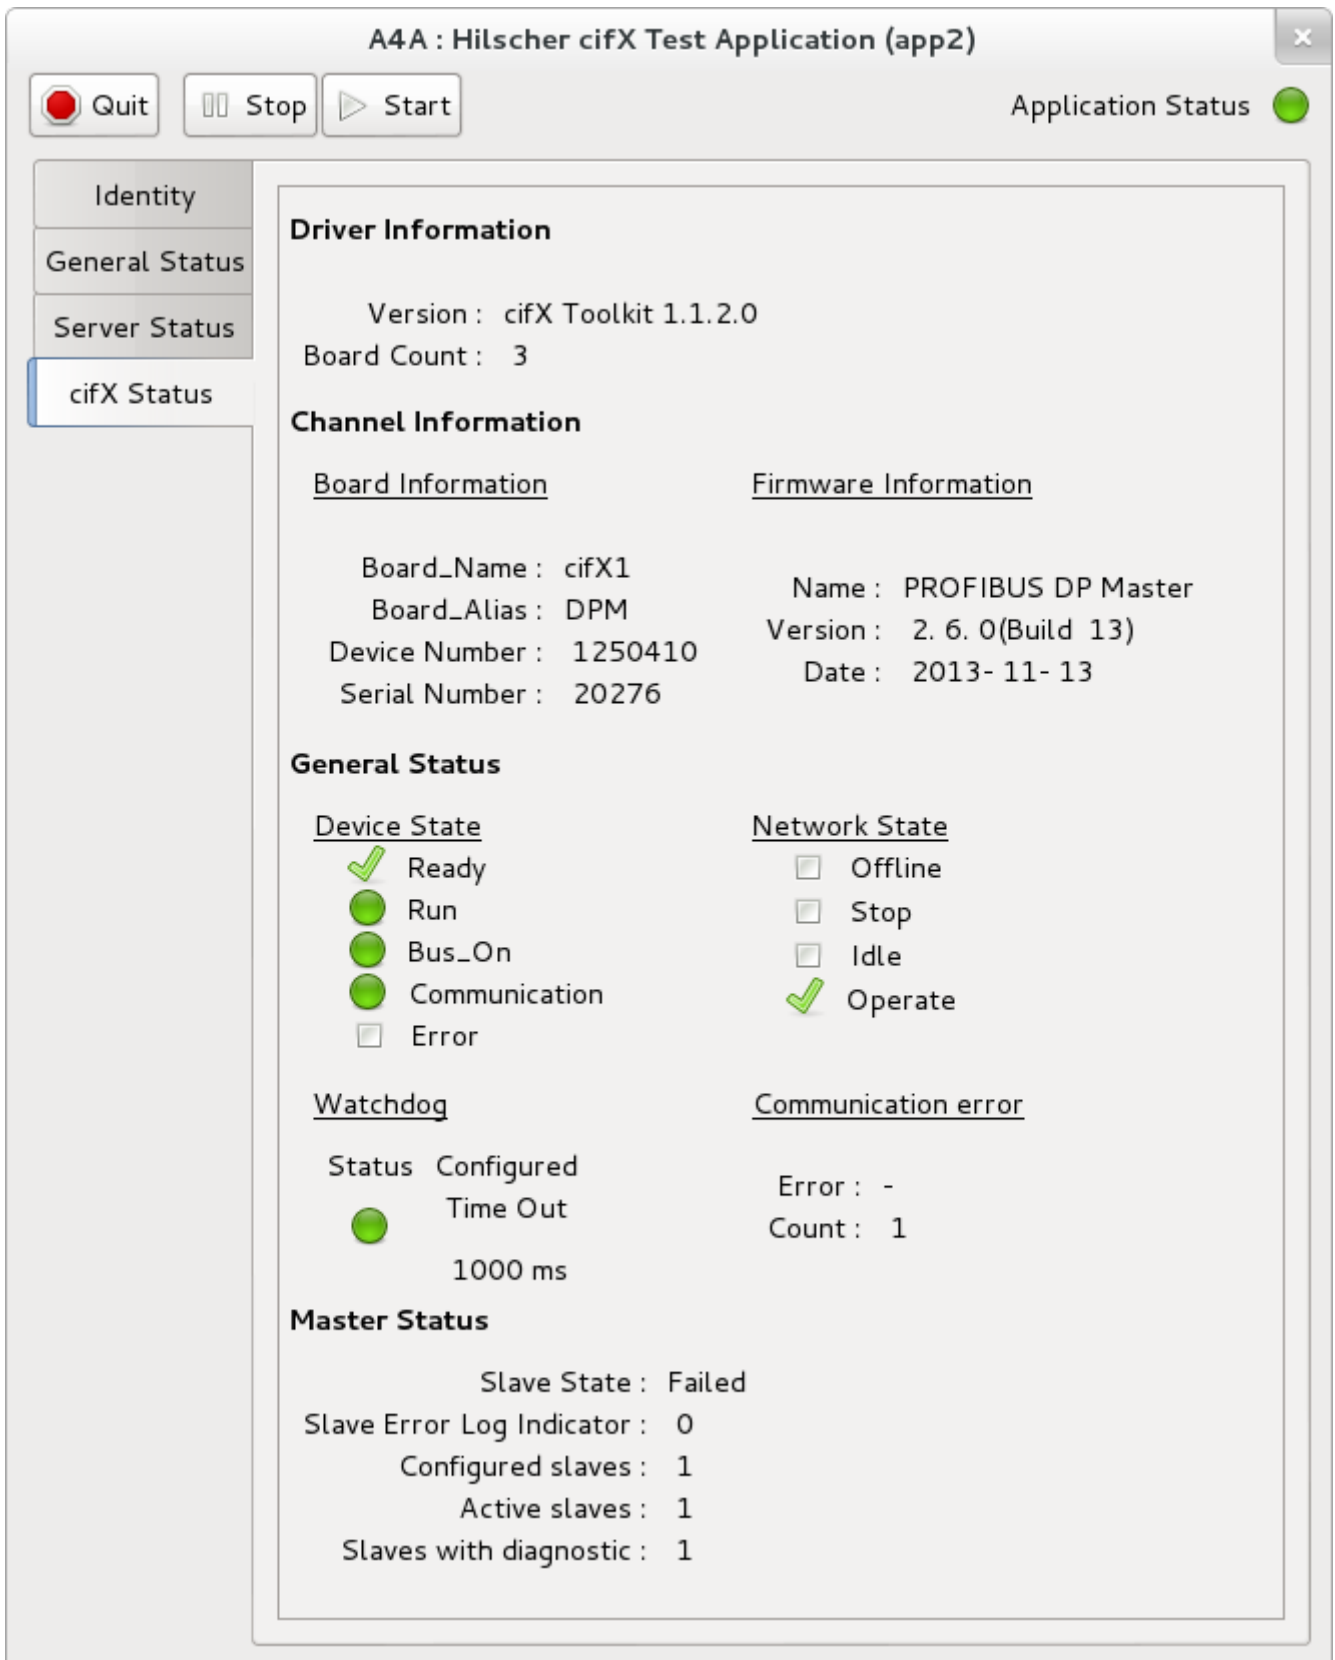 A4A : Hilscher cifX Test Application (app2)
Quit
Stop
Start
Application Status
Identity
General Status
Server Status
cifX Status
Driver Information
Version : cifX Toolkit 1.1.2.0
Board Count : 3
Channel Information
Board Information
Board_Name : cifX1
Board_Alias : DPM
Device Number : 1250410
Serial Number : 20276
Firmware Information
Name : PROFIBUS DP Master
Version : 2. 6. 0(Build 13)
Date : 2013- 11- 13
General Status
Device State
Ready
Run
Bus_On
Communication
Error
Network State
Offline
Stop
Idle
Operate
Watchdog
Status
Configured
Time Out
1000 ms
Communication error
Error : -
Count : 1
Master Status
Slave State : Failed
Slave Error Log Indicator : 0
Configured slaves : 1
Active slaves : 1
Slaves with diagnostic : 1